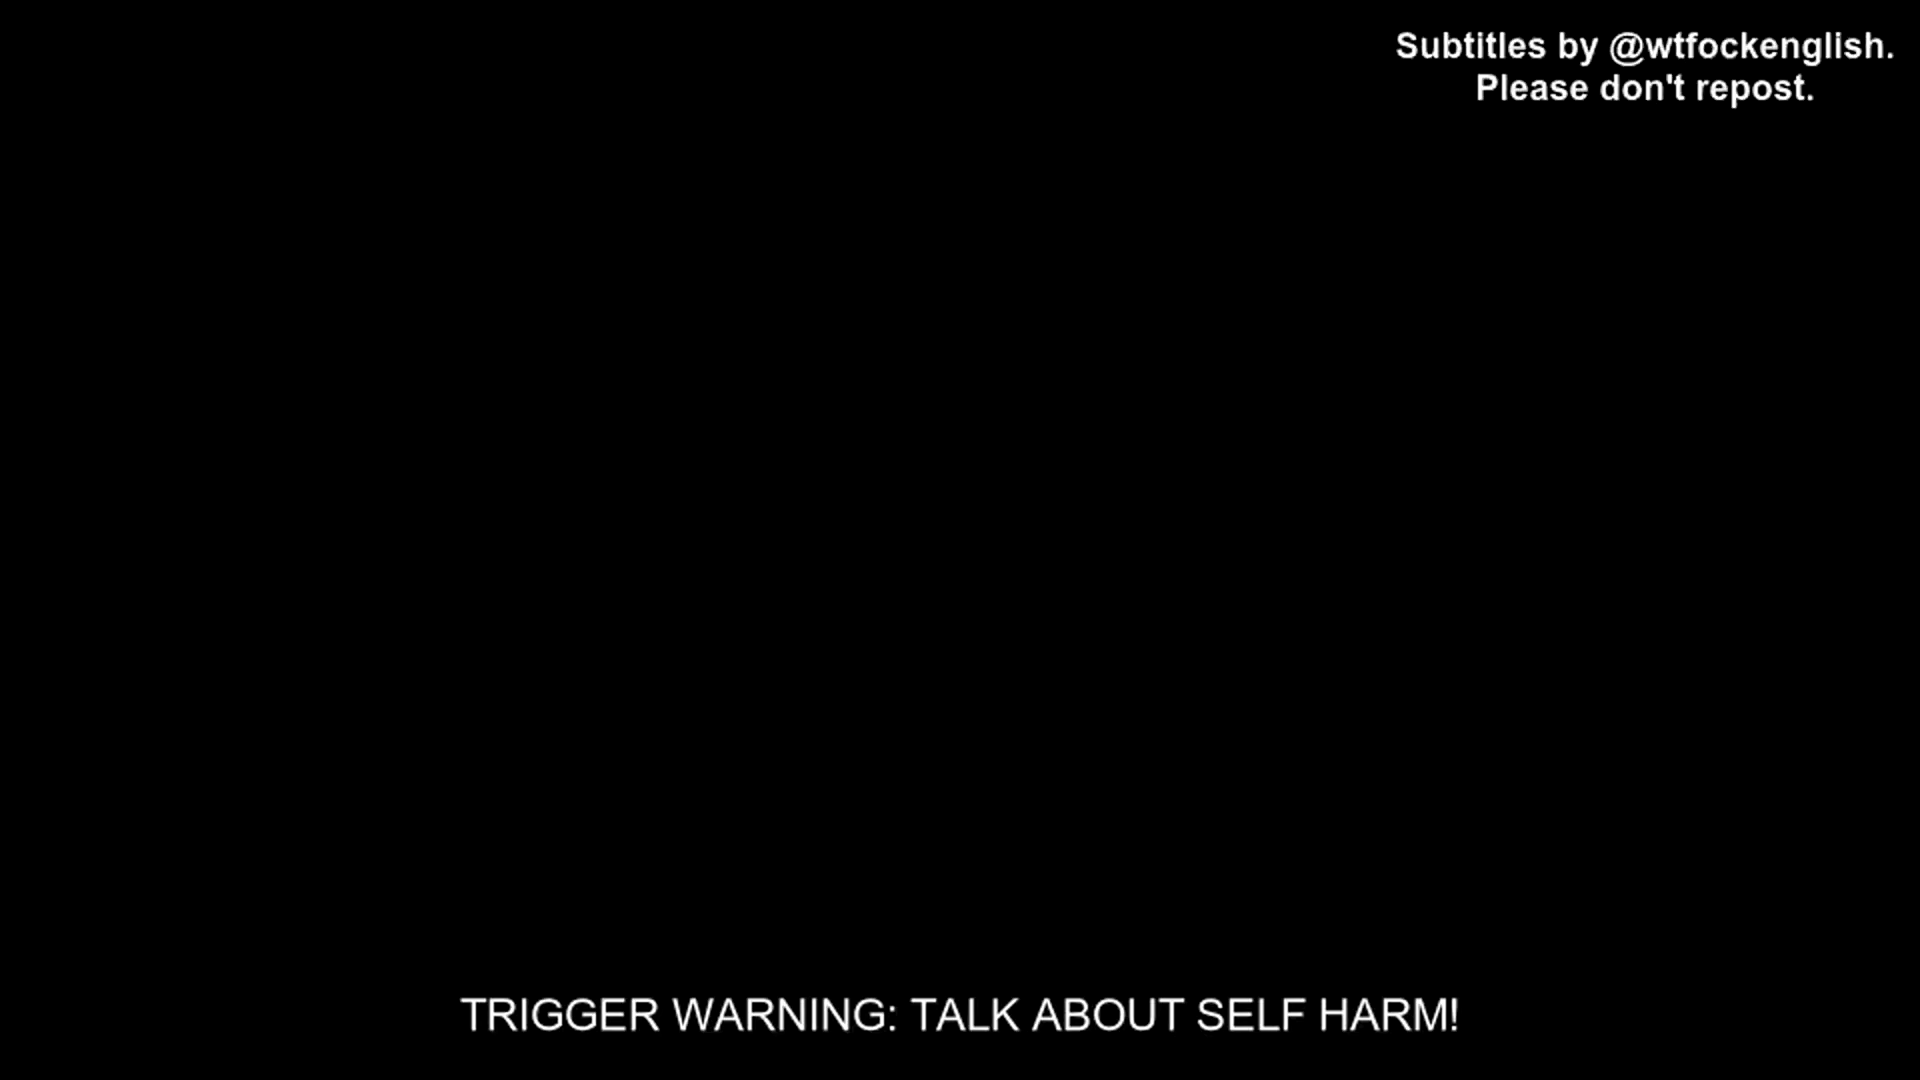 Subtitles by @wtfockenglish.
Please don't repost.
TRIGGER WARNING: TALK ABOUT SELF HARM!